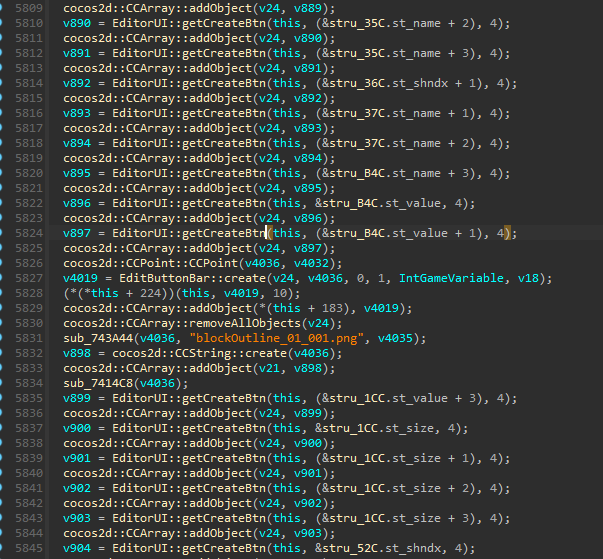 5809 cocos2d::CCArray::addObject(v24, v889);
5810 v890 = EditorUI::getCreateBtn(this, (&stru_35C.st_name + 2), 4);
5811 cocos2d::CCArray::addObject(v24, v890);
5812 v891 = EditorUI::getCreateBtn(this, (&stru_35C.st_name + 3), 4);
5813 cocos2d::CCArray::addObject(v24, v891);
5814 v892 = EditorUI::getCreateBtn(this, (&stru_36C.st_shndx + 1), 4);
5815 cocos2d::CCArray::addObject(v24, v892);
5816 v893 = EditorUI::getCreateBtn(this, (&stru_37C.st_name + 1), 4);
5817 cocos2d::CCArray::addObject(v24, v893);
5818 v894 = EditorUI::getCreateBtn(this, (&stru_37C.st_name + 2), 4);
5819 cocos2d::CCArray::addObject(v24, v894);
5820 v895 = EditorUI::getCreateBtn(this, (&stru_B4C.st_name + 3), 4);
5821 cocos2d::CCArray::addObject(v24, v895);
5822 v896 = EditorUI::getCreateBtn(this, &stru_B4C.st_value, 4);
5823 cocos2d::CCArray::addObject(v24, v896);
5824 v897 = EditorUI::getCreateBtn(this, (&stru_B4C.st_value + 1), 4);
5825 cocos2d::CCArray::addObject(v24, v897);
5826 cocos2d::CCPoint::CCPoint(v4036, v4032);
5827 v4019 = EditButtonBar::create(v24, v4036, 0, 1, IntGameVariable, v18);
5828 (*(*this + 224))(this, v4019, 10);
5829 cocos2d::CCArray::addObject(*(this + 183), v4019);
5830 cocos2d::CCArray::removeAllObjects(v24);
5831 sub_743A44(v4036, "blockOutline_01_001.png", v4035);
5832 v898 = cocos2d::CCString::create(v4036);
5833 cocos2d::CCArray::addObject(v21, v898);
5834 sub_7414C8(v4036);
5835 v899 = EditorUI::getCreateBtn(this, (&stru_1CC.st_value + 3), 4);
5836 cocos2d::CCArray::addObject(v24, v899);
5837 v900 = EditorUI::getCreateBtn(this, &stru_1CC.st_size, 4);
5838 cocos2d::CCArray::addObject(v24, v900);
5839 v901 = EditorUI::getCreateBtn(this, (&stru_1CC.st_size + 1), 4);
5840 cocos2d::CCArray::addObject(v24, v901);
5841 v902 = EditorUI::getCreateBtn(this, (&stru_1CC.st_size + 2), 4);
5842 cocos2d::CCArray::addObject(v24, v902);
5843 v903 = EditorUI::getCreateBtn(this, (&stru_1CC.st_size + 3), 4);
5844 cocos2d::CCArray::addObject(v24, v903);
5845 v904 = EditorUI::getCreateBtn(this, &stru_52C.st_shndx, 4);